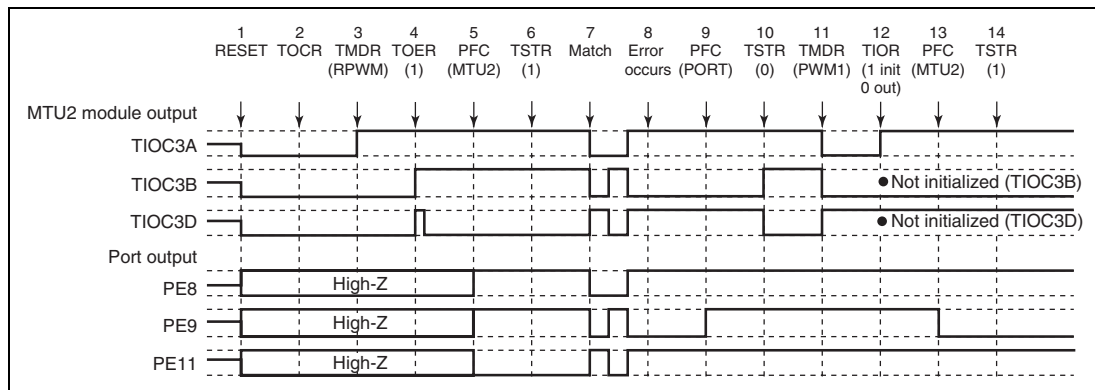 1 2 3 4 5 6 7 8 9 10 11 12 13 14
RESET TOCR TMDR TOER PFC TSTR Match Error PFC TSTR TMDR TIOR PFC TSTR
(RPWM) (1) (MTU2) (1) occurs (PORT) (0) (PWM1) (1 init (MTU2) (1)
0 out)
MTU2 module output
TIOC3A
TIOC3B
● Not initialized (TIOC3B)
TIOC3D
● Not initialized (TIOC3D)
Port output
PE8 High-Z
PE9 High-Z
PE11 High-Z